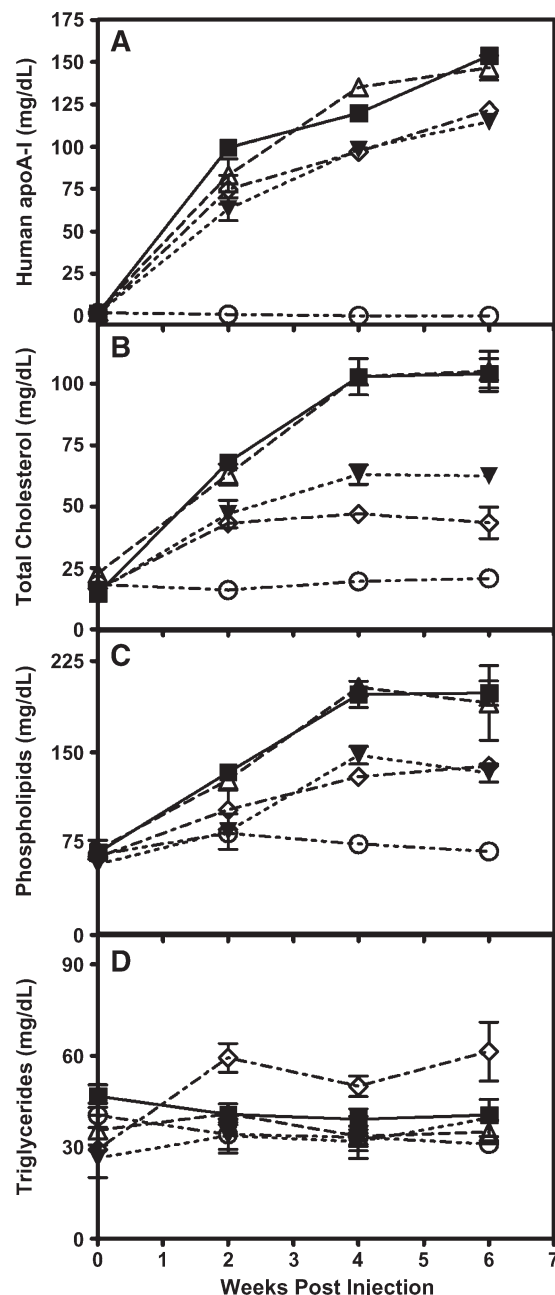 A
Human apoA-I (mg/dL)
175
150
125
100
75
50
25
0
B
Total Cholesterol (mg/dL)
100
75
50
25
0
C
Phospholipids (mg/dL)
225
150
75
0
D
Triglycerides (mg/dL)
90
60
30
0
0 1 2 3 4 5 6 7
Weeks Post Injection